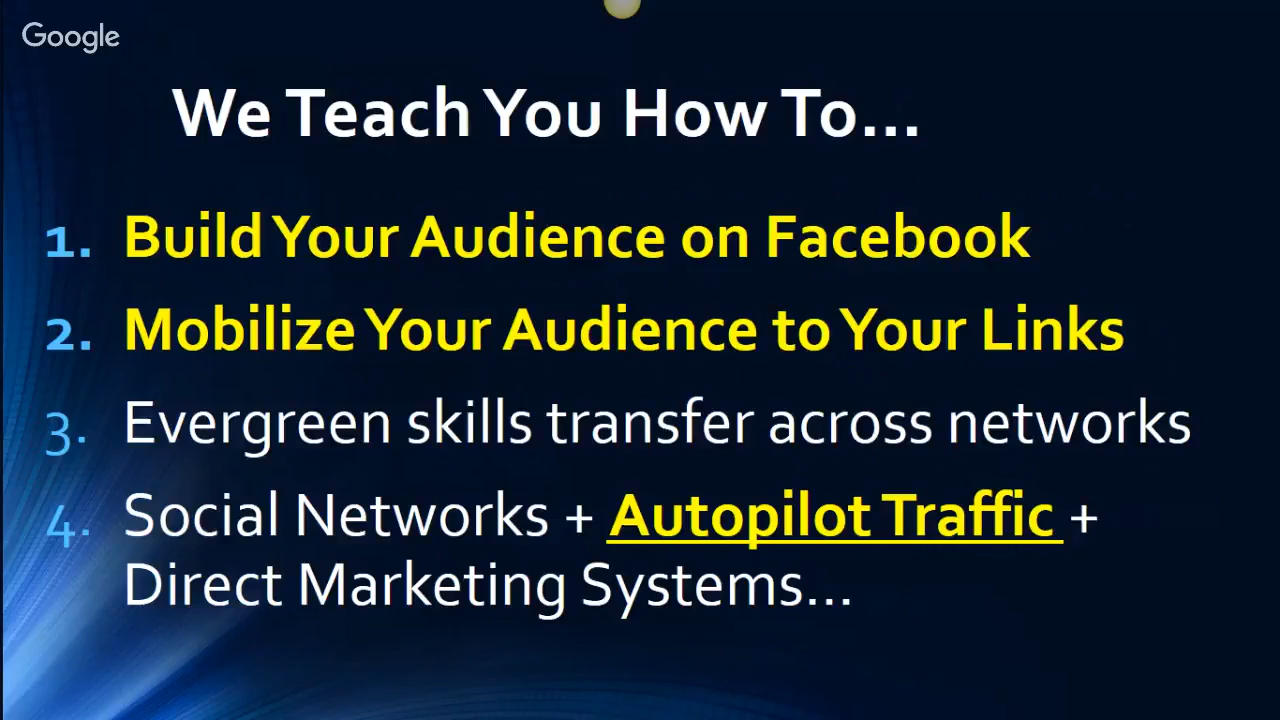 Google
We Teach You How To...
1. Build Your Audience on Facebook
2. Mobilize Your Audience to Your Links
3. Evergreen skills transfer across networks
4. Social Networks + Autopilot Traffic +
Direct Marketing Systems...